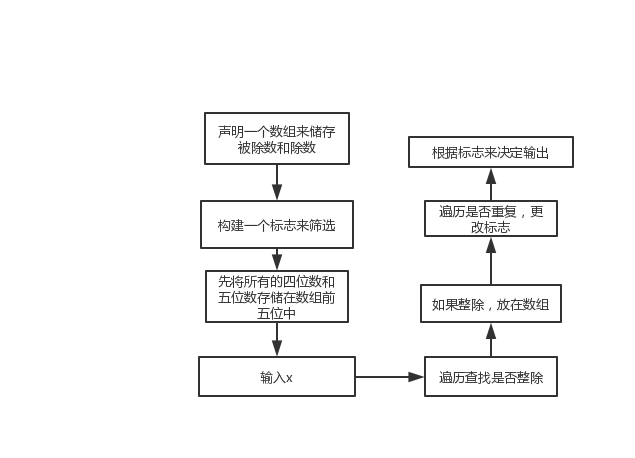 声明一个数组来储存
被除数和除数
构建一个标志来筛选
先将所有的四位数和
五位数存储在数组前
五位中
输入x
遍历查找是否整除
如果整除，放在数组
遍历是否重复，更
改标志
根据标志来决定输出